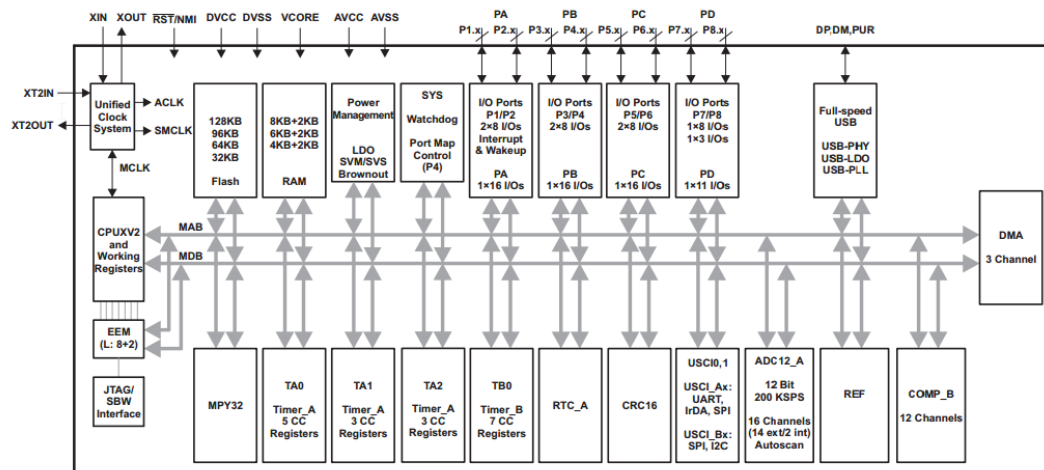 XIN XOUT RST/NMI DVCC DVSS VCORE AVCC AVSS PA PB PC PD DP,DM,PUR
P1.x P2.x P3.x P4.x P5.x P6.x P7.x P8.x
XT2IN
XT2OUT
Unified
Clock
System
ACLK
SMCLK
MCLK
128KB
96KB
64KB
32KB
Flash
8KB+2KB
6KB+2KB
4KB+2KB
RAM
Power
Management
LDO
SVM/SVS
Brownout
SYS
Watchdog
Port Map
Control
(P4)
I/O Ports
P1/P2
2×8 I/Os
Interrupt
& Wakeup
PA
1×16 I/Os
I/O Ports
P3/P4
2×8 I/Os
PB
1×16 I/Os
I/O Ports
P5/P6
2×8 I/Os
PC
1×16 I/Os
I/O Ports
P7/P8
1×8 I/Os
1×3 I/Os
PD
1×11 I/Os
Full-speed
USB
USB-PHY
USB-LDO
USB-PLL
CPUXV2
and
Working
Registers
MAB
MDB
DMA
3 Channel
EEM
(L: 8+2)
JTAG/
SBW
Interface
MPY32
TA0
Timer_A
5 CC
Registers
TA1
Timer_A
3 CC
Registers
TA2
Timer_A
3 CC
Registers
TB0
Timer_B
7 CC
Registers
RTC_A
CRC16
USCI0,1
USCI_Ax:
UART,
IrDA, SPI
USCI_Bx:
SPI, I2C
ADC12_A
12 Bit
200 KSPS
16 Channels
(14 ext/2 int)
Autoscan
REF
COMP_B
12 Channels